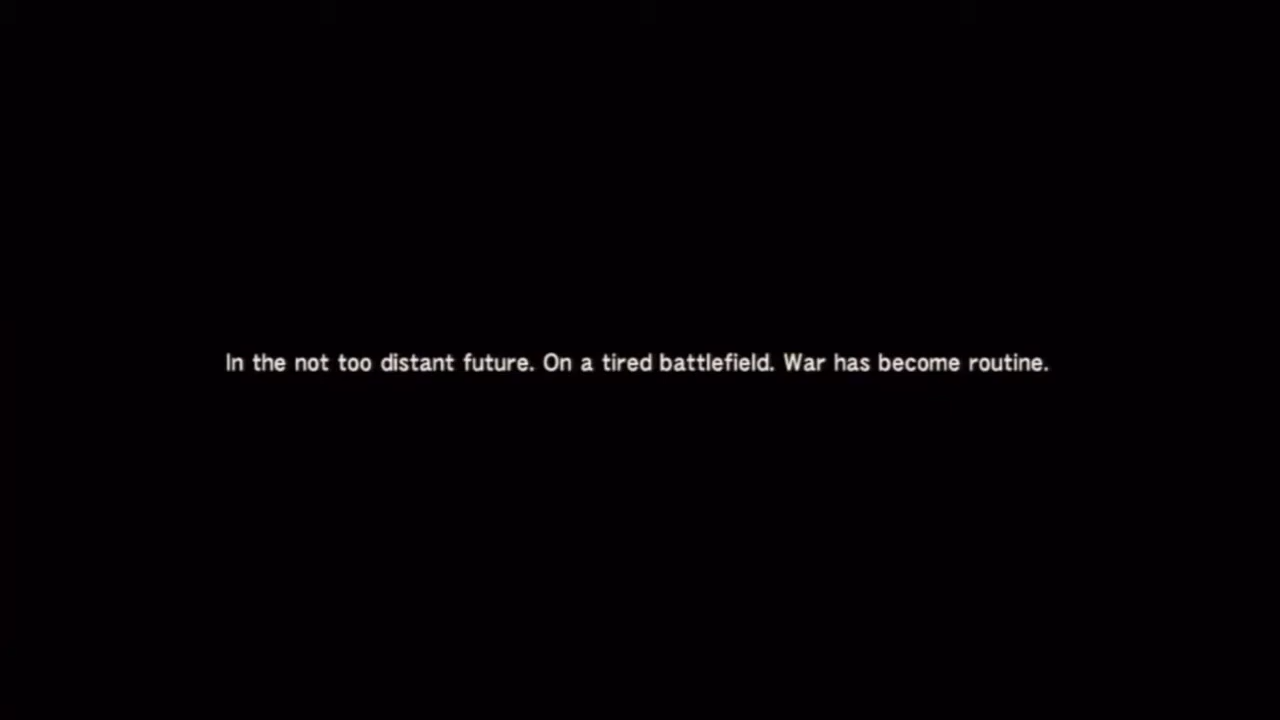 In the not too distant future. On a tired battlefield. War has become routine.